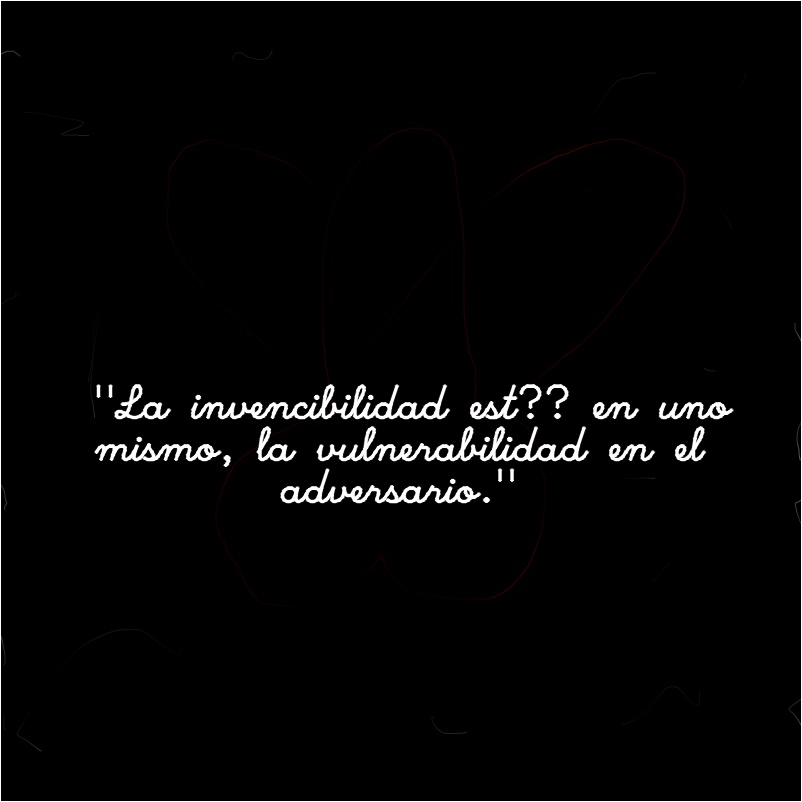 "La invencibilidad est?? en uno
mismo, la vulnerabilidad en el
adversario."